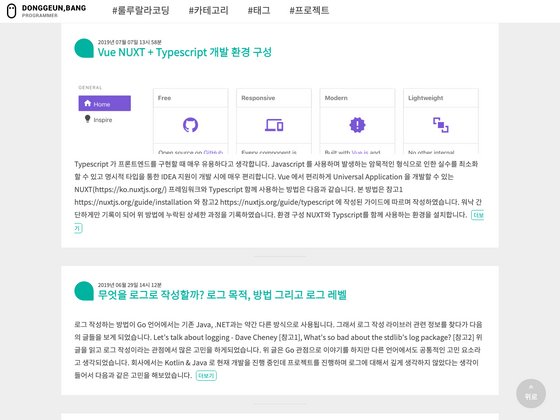 DONGGEUN,BANG
PROGRAMMER
#룰루랄라코딩 #카테고리 #태그 #프로젝트
2019년 07월 07일 13시 58분
Vue NUXT + Typescript 개발 환경 구성
GENERAL
Home
Inspire
Free
Responsive
Modern
Lightweight
Open source on GitHub
Every component is
Built with Vue.js and
No other internal
Typescript 가 프론트엔드를 구현할 때 매우 유용하다고 생각합니다. Javascript 를 사용하며 발생하는 암묵적인 형식으로 인한 실수를 최소화
할 수 있고 명시적 타입을 통한 IDEA 지원이 개발 시에 매우 편리합니다. Vue 에서 편리하게 Universal Application 을 개발할 수 있는
NUXT(https://ko.nuxtjs.org/) 프레임워크와 Typescript 함께 사용하는 방법은 다음과 같습니다. 본 방법은 참고1
https://nuxtjs.org/guide/installation 와 참고2 https://nuxtjs.org/guide/typescript 에 작성된 가이드에 따르며 작성하였습니다. 워낙 간
단하게만 기록이 되어 위 방법에 누락된 상세한 과정을 기록하였습니다. 환경 구성 NUXT와 Typscript를 함께 사용하는 환경을 설치합니다. 더보
기
2019년 06월 29일 14시 12분
무엇을 로그로 작성할까? 로그 목적, 방법 그리고 로그 레벨
로그 작성하는 방법이 Go 언어에서는 기존 Java, .NET과는 약간 다른 방식으로 사용됩니다. 그래서 로그 작성 라이브러 관련 정보를 찾다가 다음
의 글들을 보게 되었습니다. Let's talk about logging - Dave Cheney [참고1], What's so bad about the stdlib's log package? [참고2] 위
글을 읽고 로그 작성이라는 관점에서 많은 고민을 하게되었습니다. 위 글은 Go 관점으로 이야기를 하지만 다른 언어에서도 공통적인 고민 요소라
고 생각되었습니다. 회사에서는 Kotlin & Java 로 현재 개발을 진행 중인데 프로젝트를 진행하며 로그에 대해서 깊게 생각하지 않았다는 생각이
들어서 다음과 같은 고민을 해보았습니다. 더보기
위로